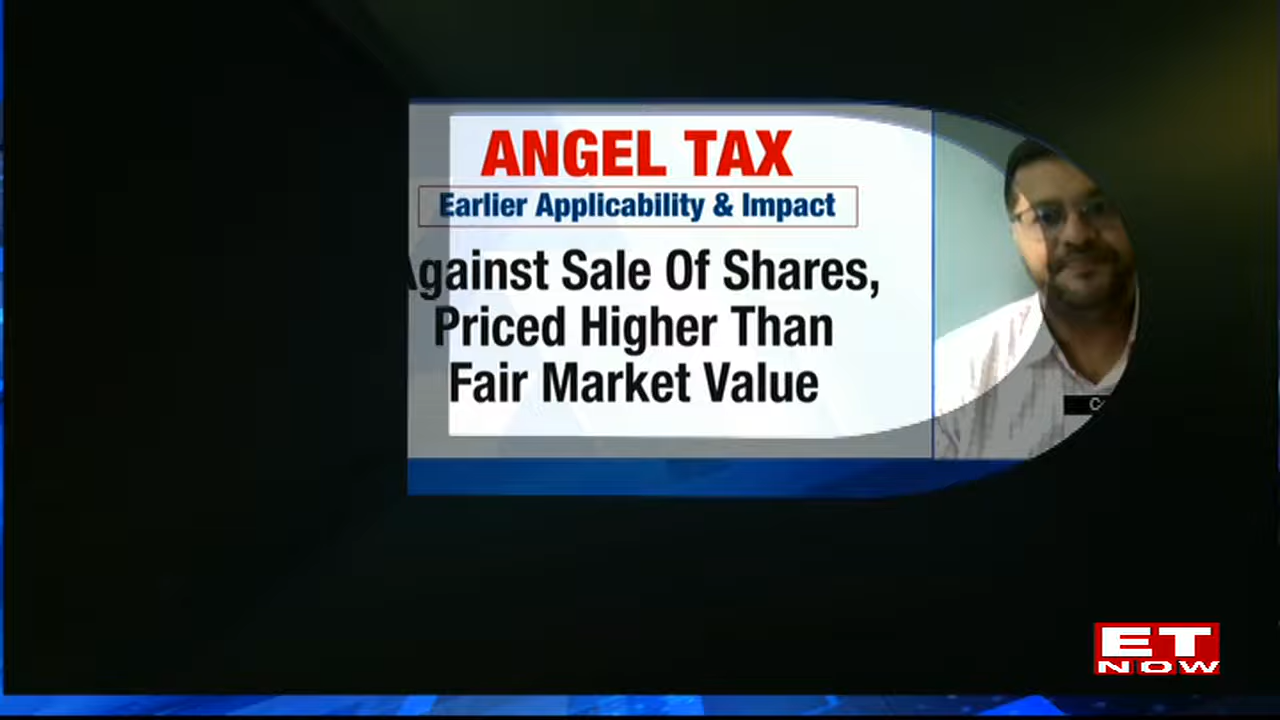 ANGEL TAX
Earlier Applicability & Impact
Against Sale Of Shares,
Priced Higher Than
Fair Market Value
ET
NOW